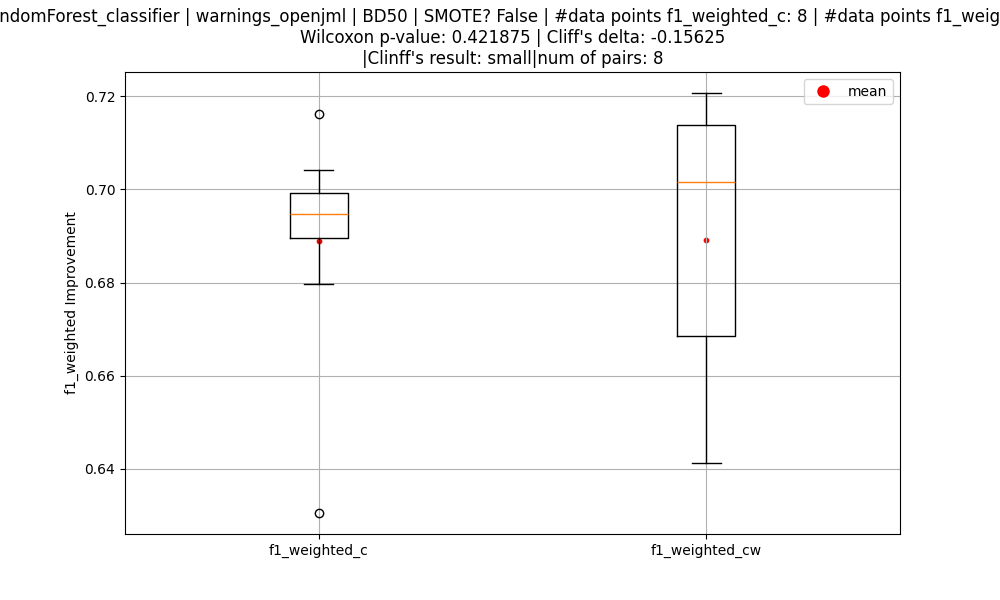 ndomForest_classifier | warnings_openjml | BD50 | SMOTE? False | #data points f1_weighted_c: 8 | #data points f1_weig
Wilcoxon p-value: 0.421875 | Cliff's delta: -0.15625
|Clinff's result: small|num of pairs: 8
mean
0.72
0.70
0.68
0.66
0.64
f1_weighted Improvement
f1_weighted_c
f1_weighted_cw